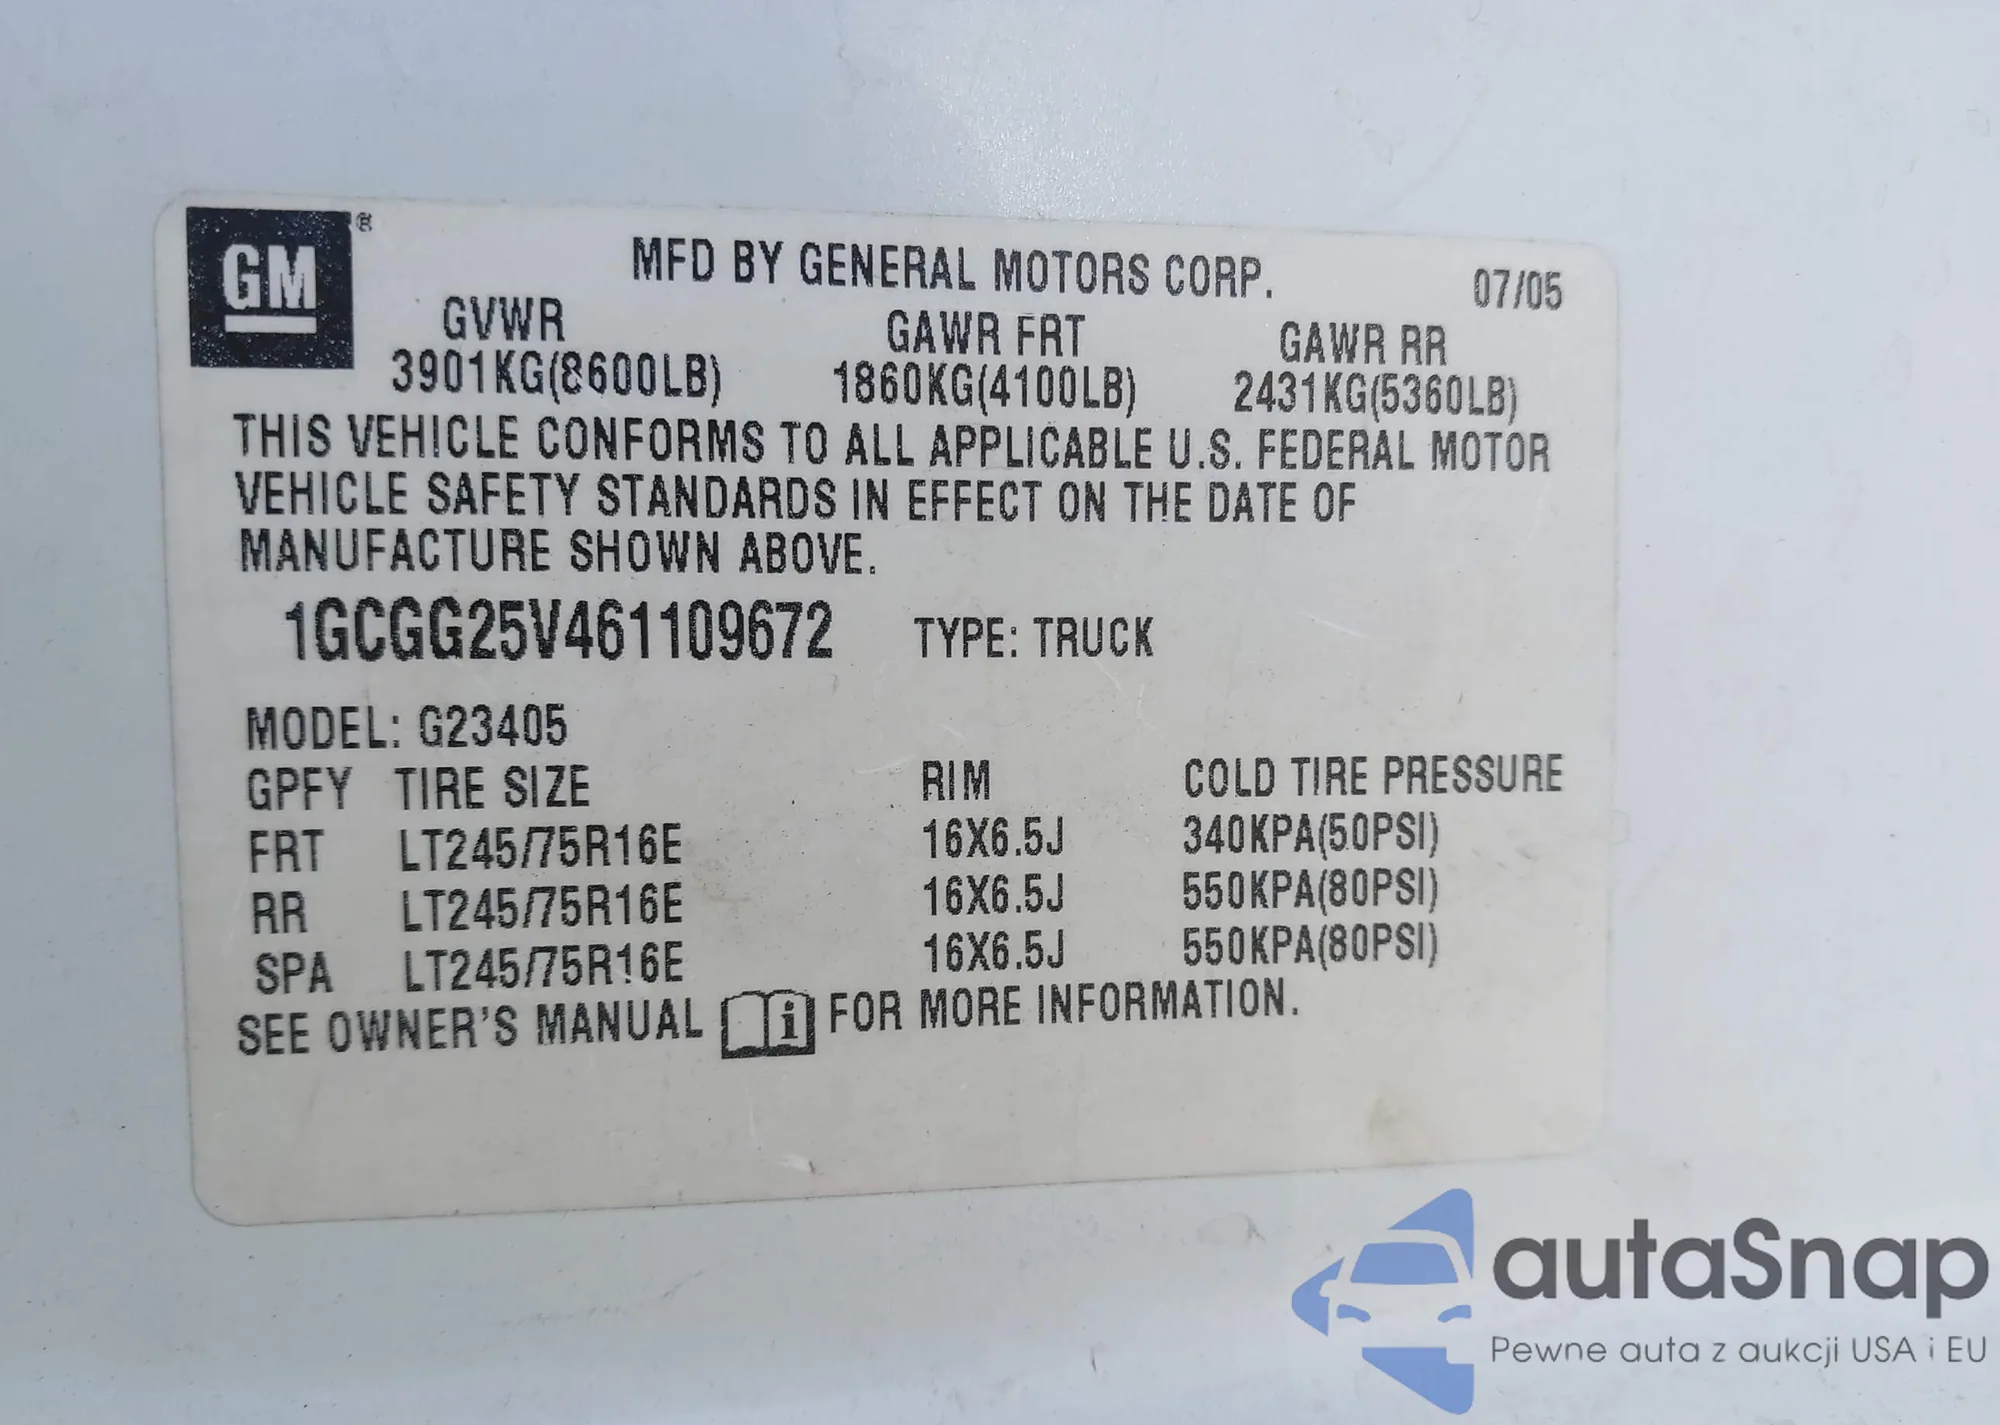 GM ®
MFD BY GENERAL MOTORS CORP. 07/05
GVWR GAWR FRT GAWR RR
3901KG(8600LB) 1860KG(4100LB) 2431KG(5360LB)
THIS VEHICLE CONFORMS TO ALL APPLICABLE U.S. FEDERAL MOTOR
VEHICLE SAFETY STANDARDS IN EFFECT ON THE DATE OF
MANUFACTURE SHOWN ABOVE.
1GCGG25V461109672 TYPE: TRUCK
MODEL: G23405
GPFY TIRE SIZE RIM COLD TIRE PRESSURE
FRT LT245/75R16E 16X6.5J 340KPA(50PSI)
RR LT245/75R16E 16X6.5J 550KPA(80PSI)
SPA LT245/75R16E 16X6.5J 550KPA(80PSI)
SEE OWNER'S MANUAL i FOR MORE INFORMATION.
autaSnap
Pewne auta z aukcji USA i EU